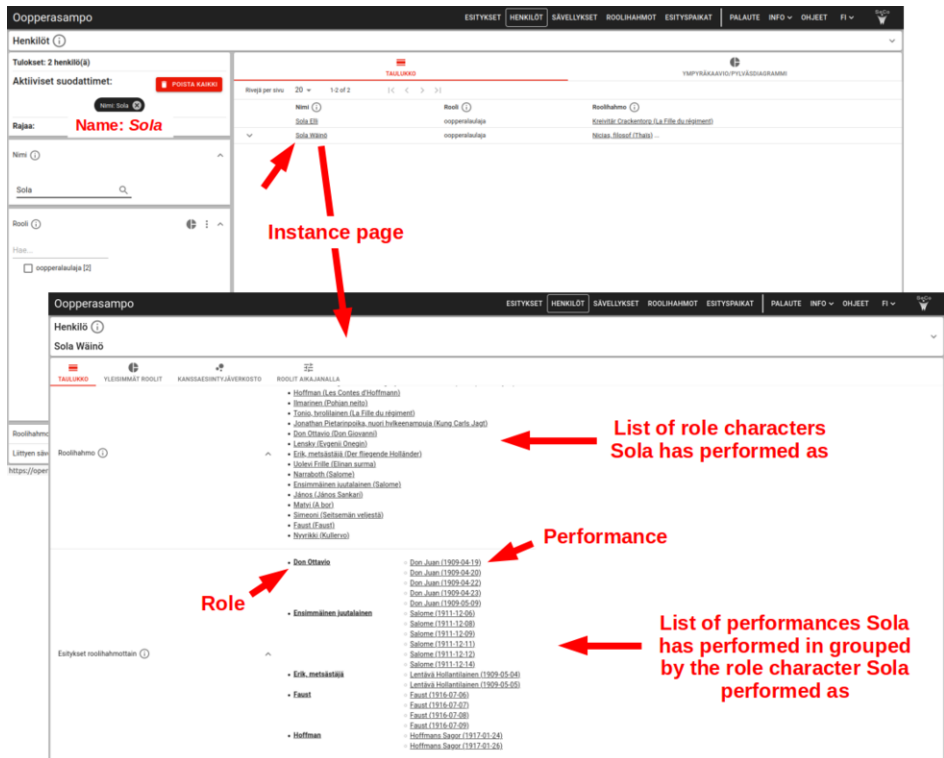 Oopperasampo
ESITYKSET HENKILÖT SÄVELLYKSET ROOLIHAHMOT ESITYSPAIKAT PALAUTE INFO OHJEET FI
Henkilöt
Tulokset: 2 henkilö(ä)
Aktiiviset suodattimet:
POISTA KAIKKI
Nimi: Sola
Rajaa:
Name: Sola
Nimi
Sola
Rooli
Hae...
oopperalaulaja [2]
TAULUKKO
YMPYRÄKAAVIO/PYLVÄSDIAGRAMMI
Rivejä per sivu 20 1-2 of 2
Nimi Rooli Roolihahmo
Sola Elli oopperalaulaja Kreivitär Crackentorp (La Fille du régiment)
Sola Wäinö oopperalaulaja Nicias, filosof (Thaïs) ...
Instance page
Roolihahmo
Liittyen säv
https://oper
Oopperasampo
ESITYKSET HENKILÖT SÄVELLYKSET ROOLIHAHMOT ESITYSPAIKAT PALAUTE INFO OHJEET FI
Henkilö
Sola Wäinö
TAULUKKO YLEISIMMÄT ROOLIT KANSSAESIINTYJÄVERKOSTO ROOLIT AIKAJANALLA
Roolihahmo
Hoffman (Les Contes d'Hoffmann)
Ilmarinen (Pohjan neito)
Tonio, tirolilainen (La Fille du régiment)
Jonathan Pietarinpoika, nuori hylkeenampuja (Kung Carls Jagt)
Don Ottavio (Don Giovanni)
Lensky (Evgenii Onegin)
Erik, metsästäjä (Der fliegende Holländer)
Uolevi Frille (Elinan surma)
Narraboth (Salome)
Ensimmäinen juutalainen (Salome)
János (János Sankari)
Matyi (A bor)
Simeoni (Seitsemän veljestä)
Faust (Faust)
Nyyrikki (Kullervo)
List of role characters
Sola has performed as
Performance
Role
Esitykset roolihahmottain
Don Ottavio
Don Juan (1909-04-19)
Don Juan (1909-04-20)
Don Juan (1909-04-22)
Don Juan (1909-04-23)
Don Juan (1909-05-09)
Ensimmäinen juutalainen
Salome (1911-12-06)
Salome (1911-12-08)
Salome (1911-12-09)
Salome (1911-12-11)
Salome (1911-12-12)
Salome (1911-12-14)
Erik, metsästäjä
Lentävä Hollantilainen (1909-05-04)
Lentävä Hollantilainen (1909-05-05)
Faust
Faust (1916-07-06)
Faust (1916-07-07)
Faust (1916-07-08)
Faust (1916-07-09)
Hoffman
Hoffmans Sagor (1917-01-24)
Hoffmans Sagor (1917-01-26)
List of performances Sola
has performed in grouped
by the role character Sola
performed as